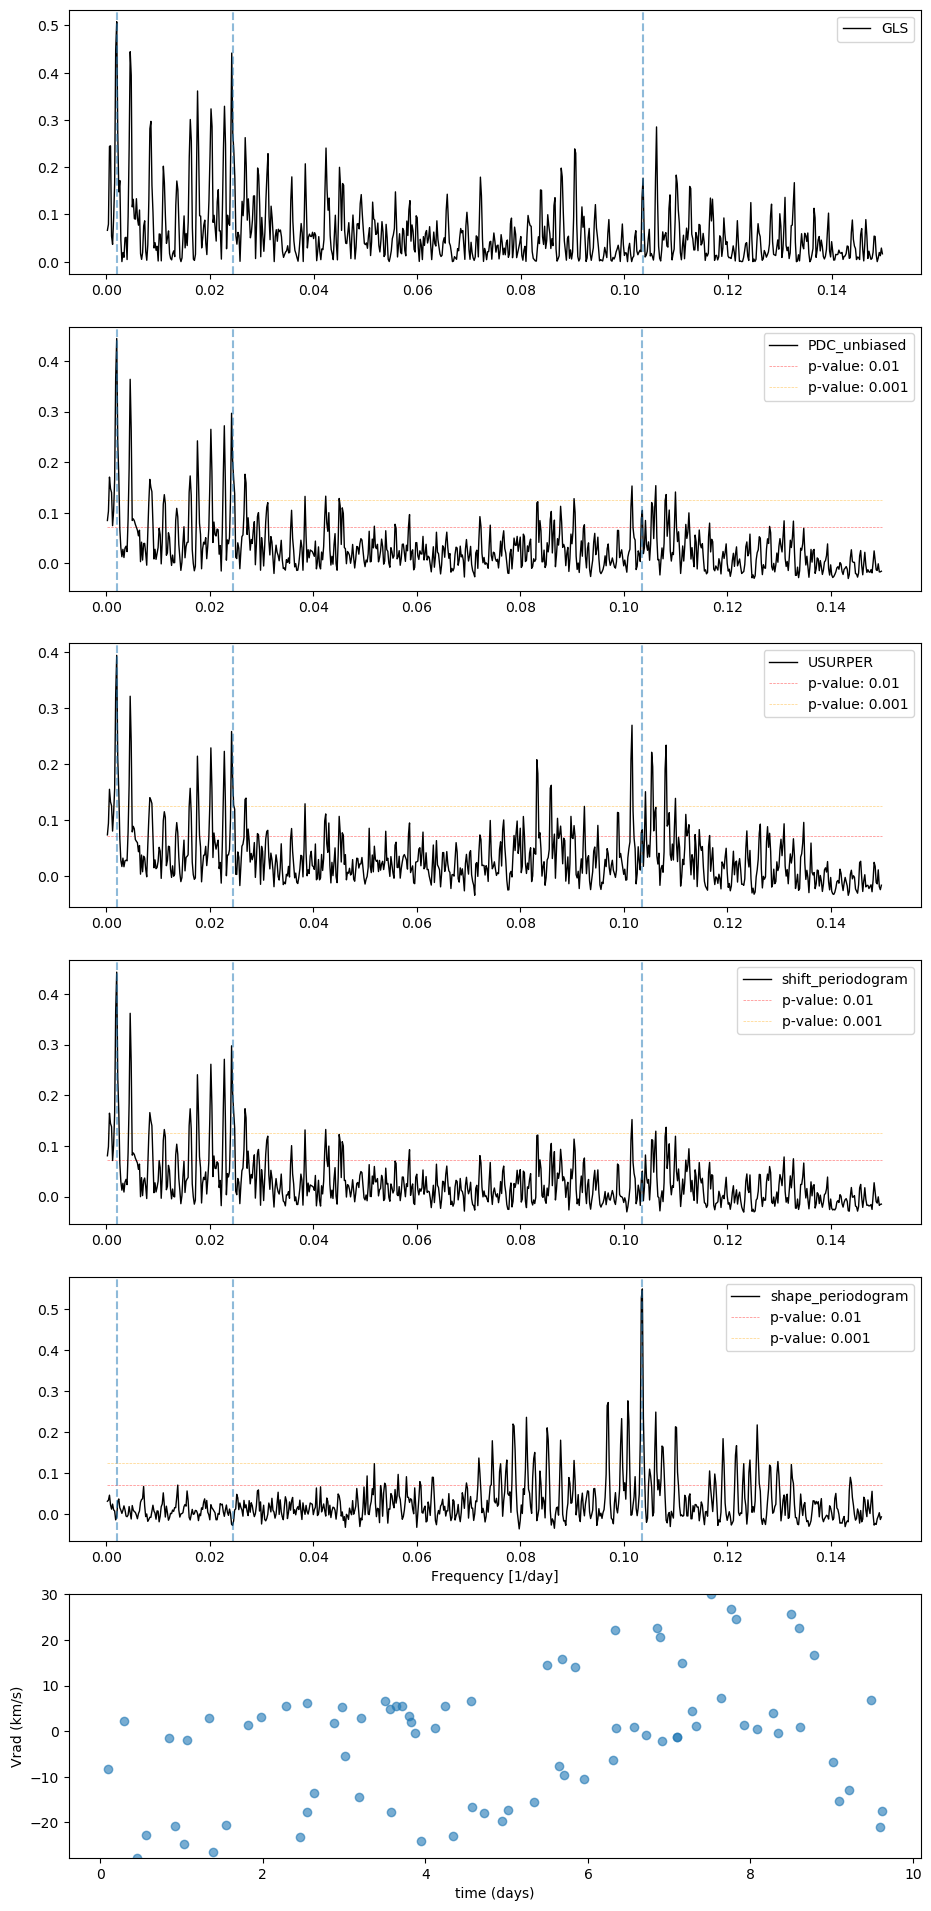 GLS
0.5
0.4
0.3
0.2
0.1
0.0
0.00 0.02 0.04 0.06 0.08 0.10 0.12 0.14
PDC_unbiased
p-value: 0.01
p-value: 0.001
0.4
0.3
0.2
0.1
0.0
0.00 0.02 0.04 0.06 0.08 0.10 0.12 0.14
USURPER
p-value: 0.01
p-value: 0.001
0.4
0.3
0.2
0.1
0.0
0.00 0.02 0.04 0.06 0.08 0.10 0.12 0.14
shift_periodogram
p-value: 0.01
p-value: 0.001
0.4
0.3
0.2
0.1
0.0
0.00 0.02 0.04 0.06 0.08 0.10 0.12 0.14
shape_periodogram
p-value: 0.01
p-value: 0.001
0.5
0.4
0.3
0.2
0.1
0.0
0.00 0.02 0.04 0.06 0.08 0.10 0.12 0.14
Frequency [1/day]
30
20
10
0
−10
−20
Vrad (km/s)
0 2 4 6 8 10
time (days)